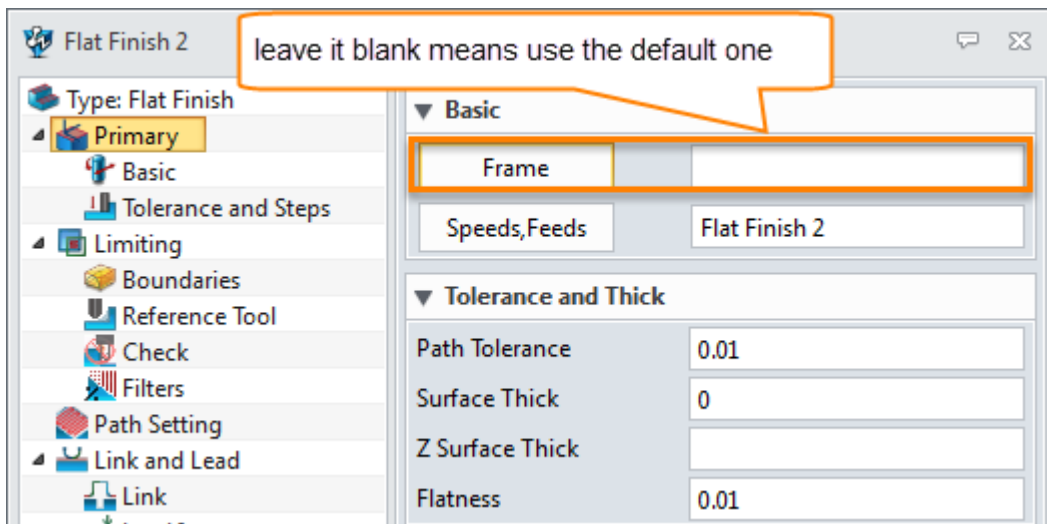 Flat Finish 2
leave it blank means use the default one
Type: Flat Finish
Primary
Basic
Tolerance and Steps
Limiting
Boundaries
Reference Tool
Check
Filters
Path Setting
Link and Lead
Link
Basic
Frame
Speeds,Feeds Flat Finish 2
Tolerance and Thick
Path Tolerance 0.01
Surface Thick 0
Z Surface Thick
Flatness 0.01